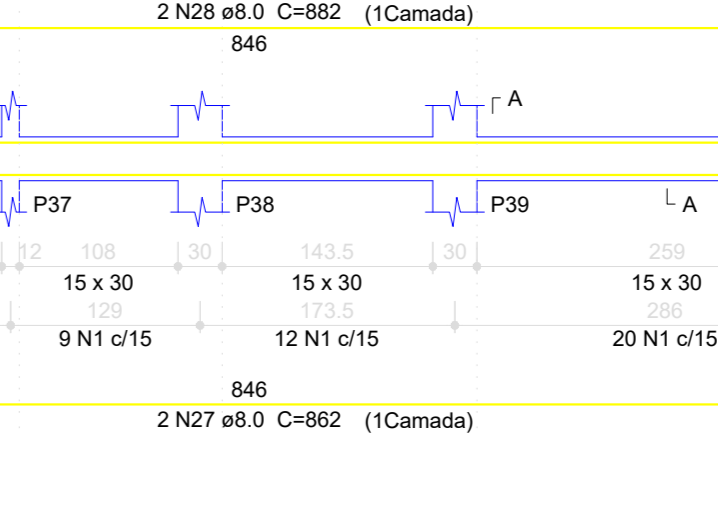 2 N28 ø8.0 C=882 (1Camada)
846
A
P37 P38 P39 A
12 108 30 143.5 30 259
15 x 30 15 x 30 15 x 30
129 173.5 286
9 N1 c/15 12 N1 c/15 20 N1 c/15
846
2 N27 ø8.0 C=862 (1Camada)